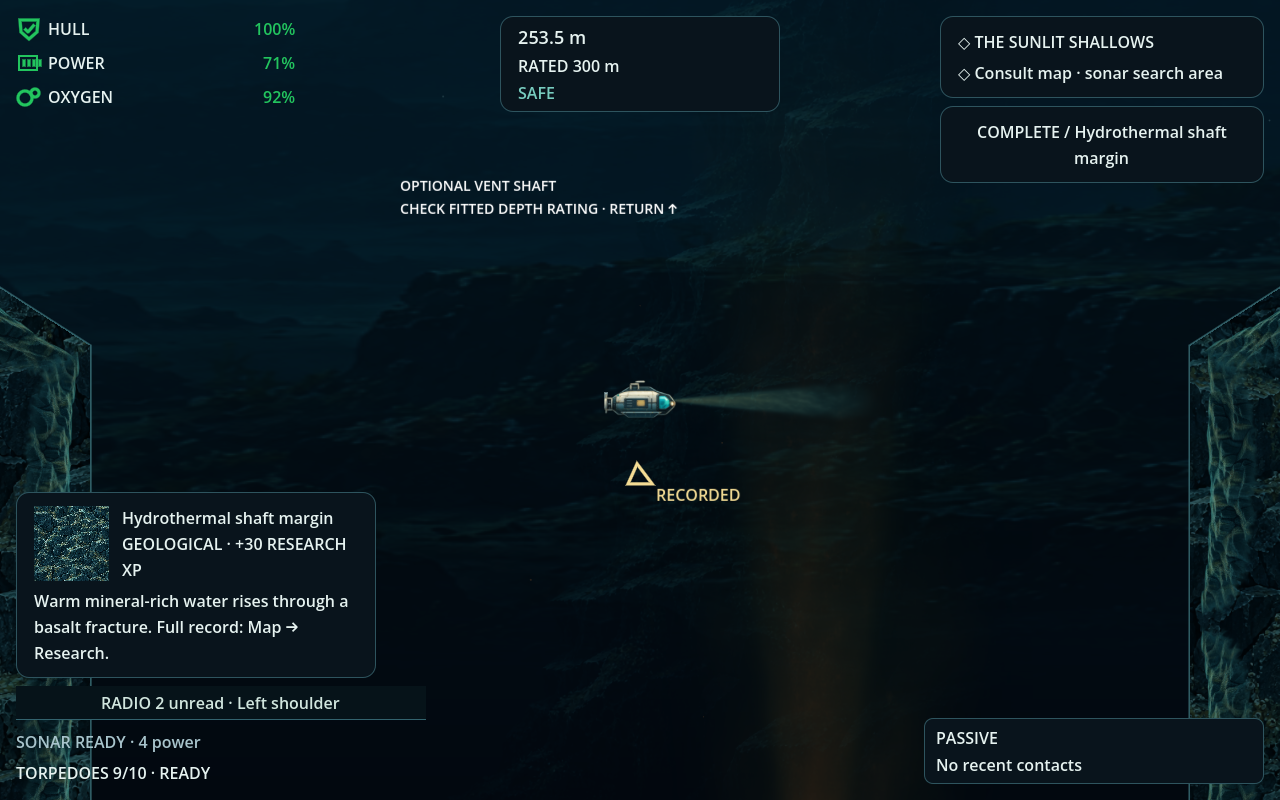 HULL 100%
POWER 71%
OXYGEN 92%
253.5 m
RATED 300 m
SAFE
◇ THE SUNLIT SHALLOWS
◇ Consult map · sonar search area
COMPLETE / Hydrothermal shaft
margin
OPTIONAL VENT SHAFT
CHECK FITTED DEPTH RATING · RETURN ↑
RECORDED
Hydrothermal shaft margin
GEOLOGICAL · +30 RESEARCH
XP
Warm mineral-rich water rises through a
basalt fracture. Full record: Map →
Research.
RADIO 2 unread · Left shoulder
SONAR READY · 4 power
TORPEDOES 9/10 · READY
PASSIVE
No recent contacts